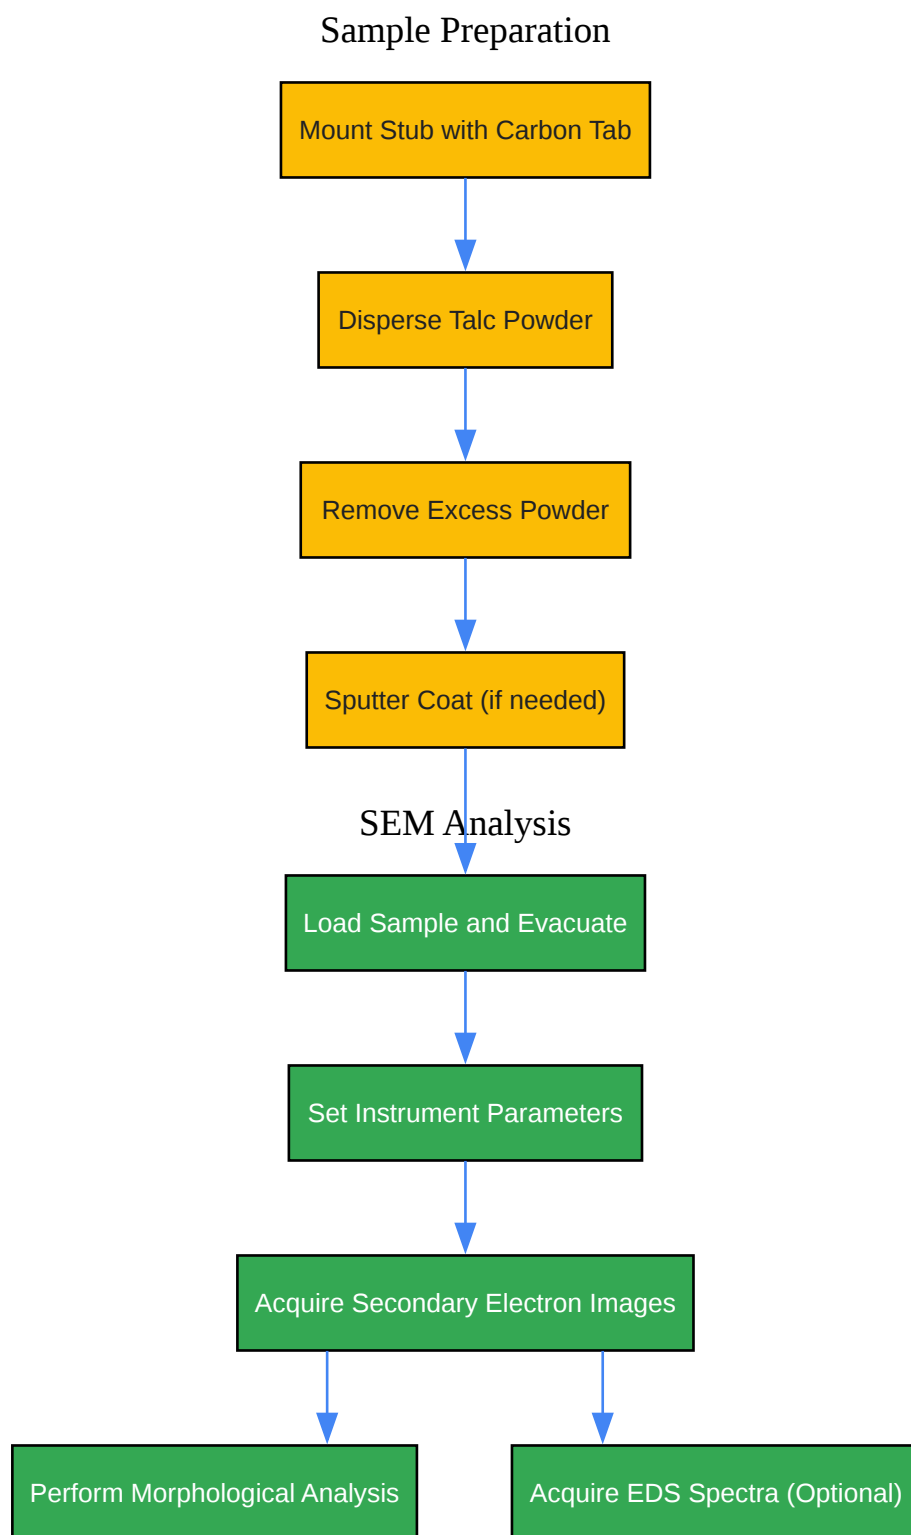 Sample Preparation
Mount Stub with Carbon Tab
Disperse Talc Powder
Remove Excess Powder
Sputter Coat (if needed)
SEM Analysis
Load Sample and Evacuate
Set Instrument Parameters
Acquire Secondary Electron Images
Perform Morphological Analysis
Acquire EDS Spectra (Optional)